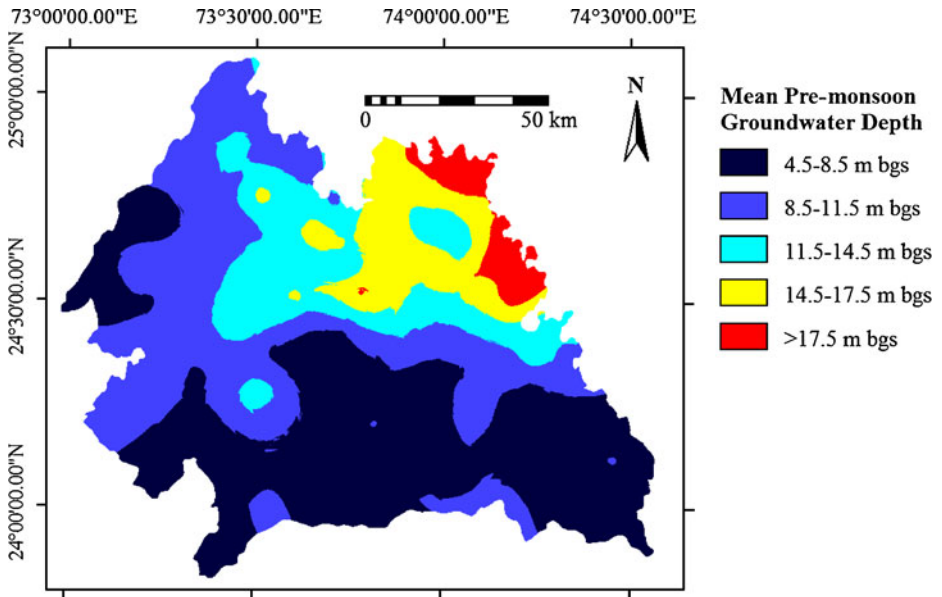 73°00'00.00"E 73°30'00.00"E 74°00'00.00"E 74°30'00.00"E
25°00'00.00"N
24°30'00.00"N
24°00'00.00"N
0 50 km
N
Mean Pre-monsoon
Groundwater Depth
4.5-8.5 m bgs
8.5-11.5 m bgs
11.5-14.5 m bgs
14.5-17.5 m bgs
>17.5 m bgs